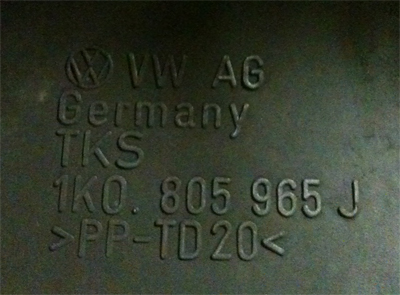 VW AG
Germany
TKS
1K0. 805 965 J
>PP-TD20<